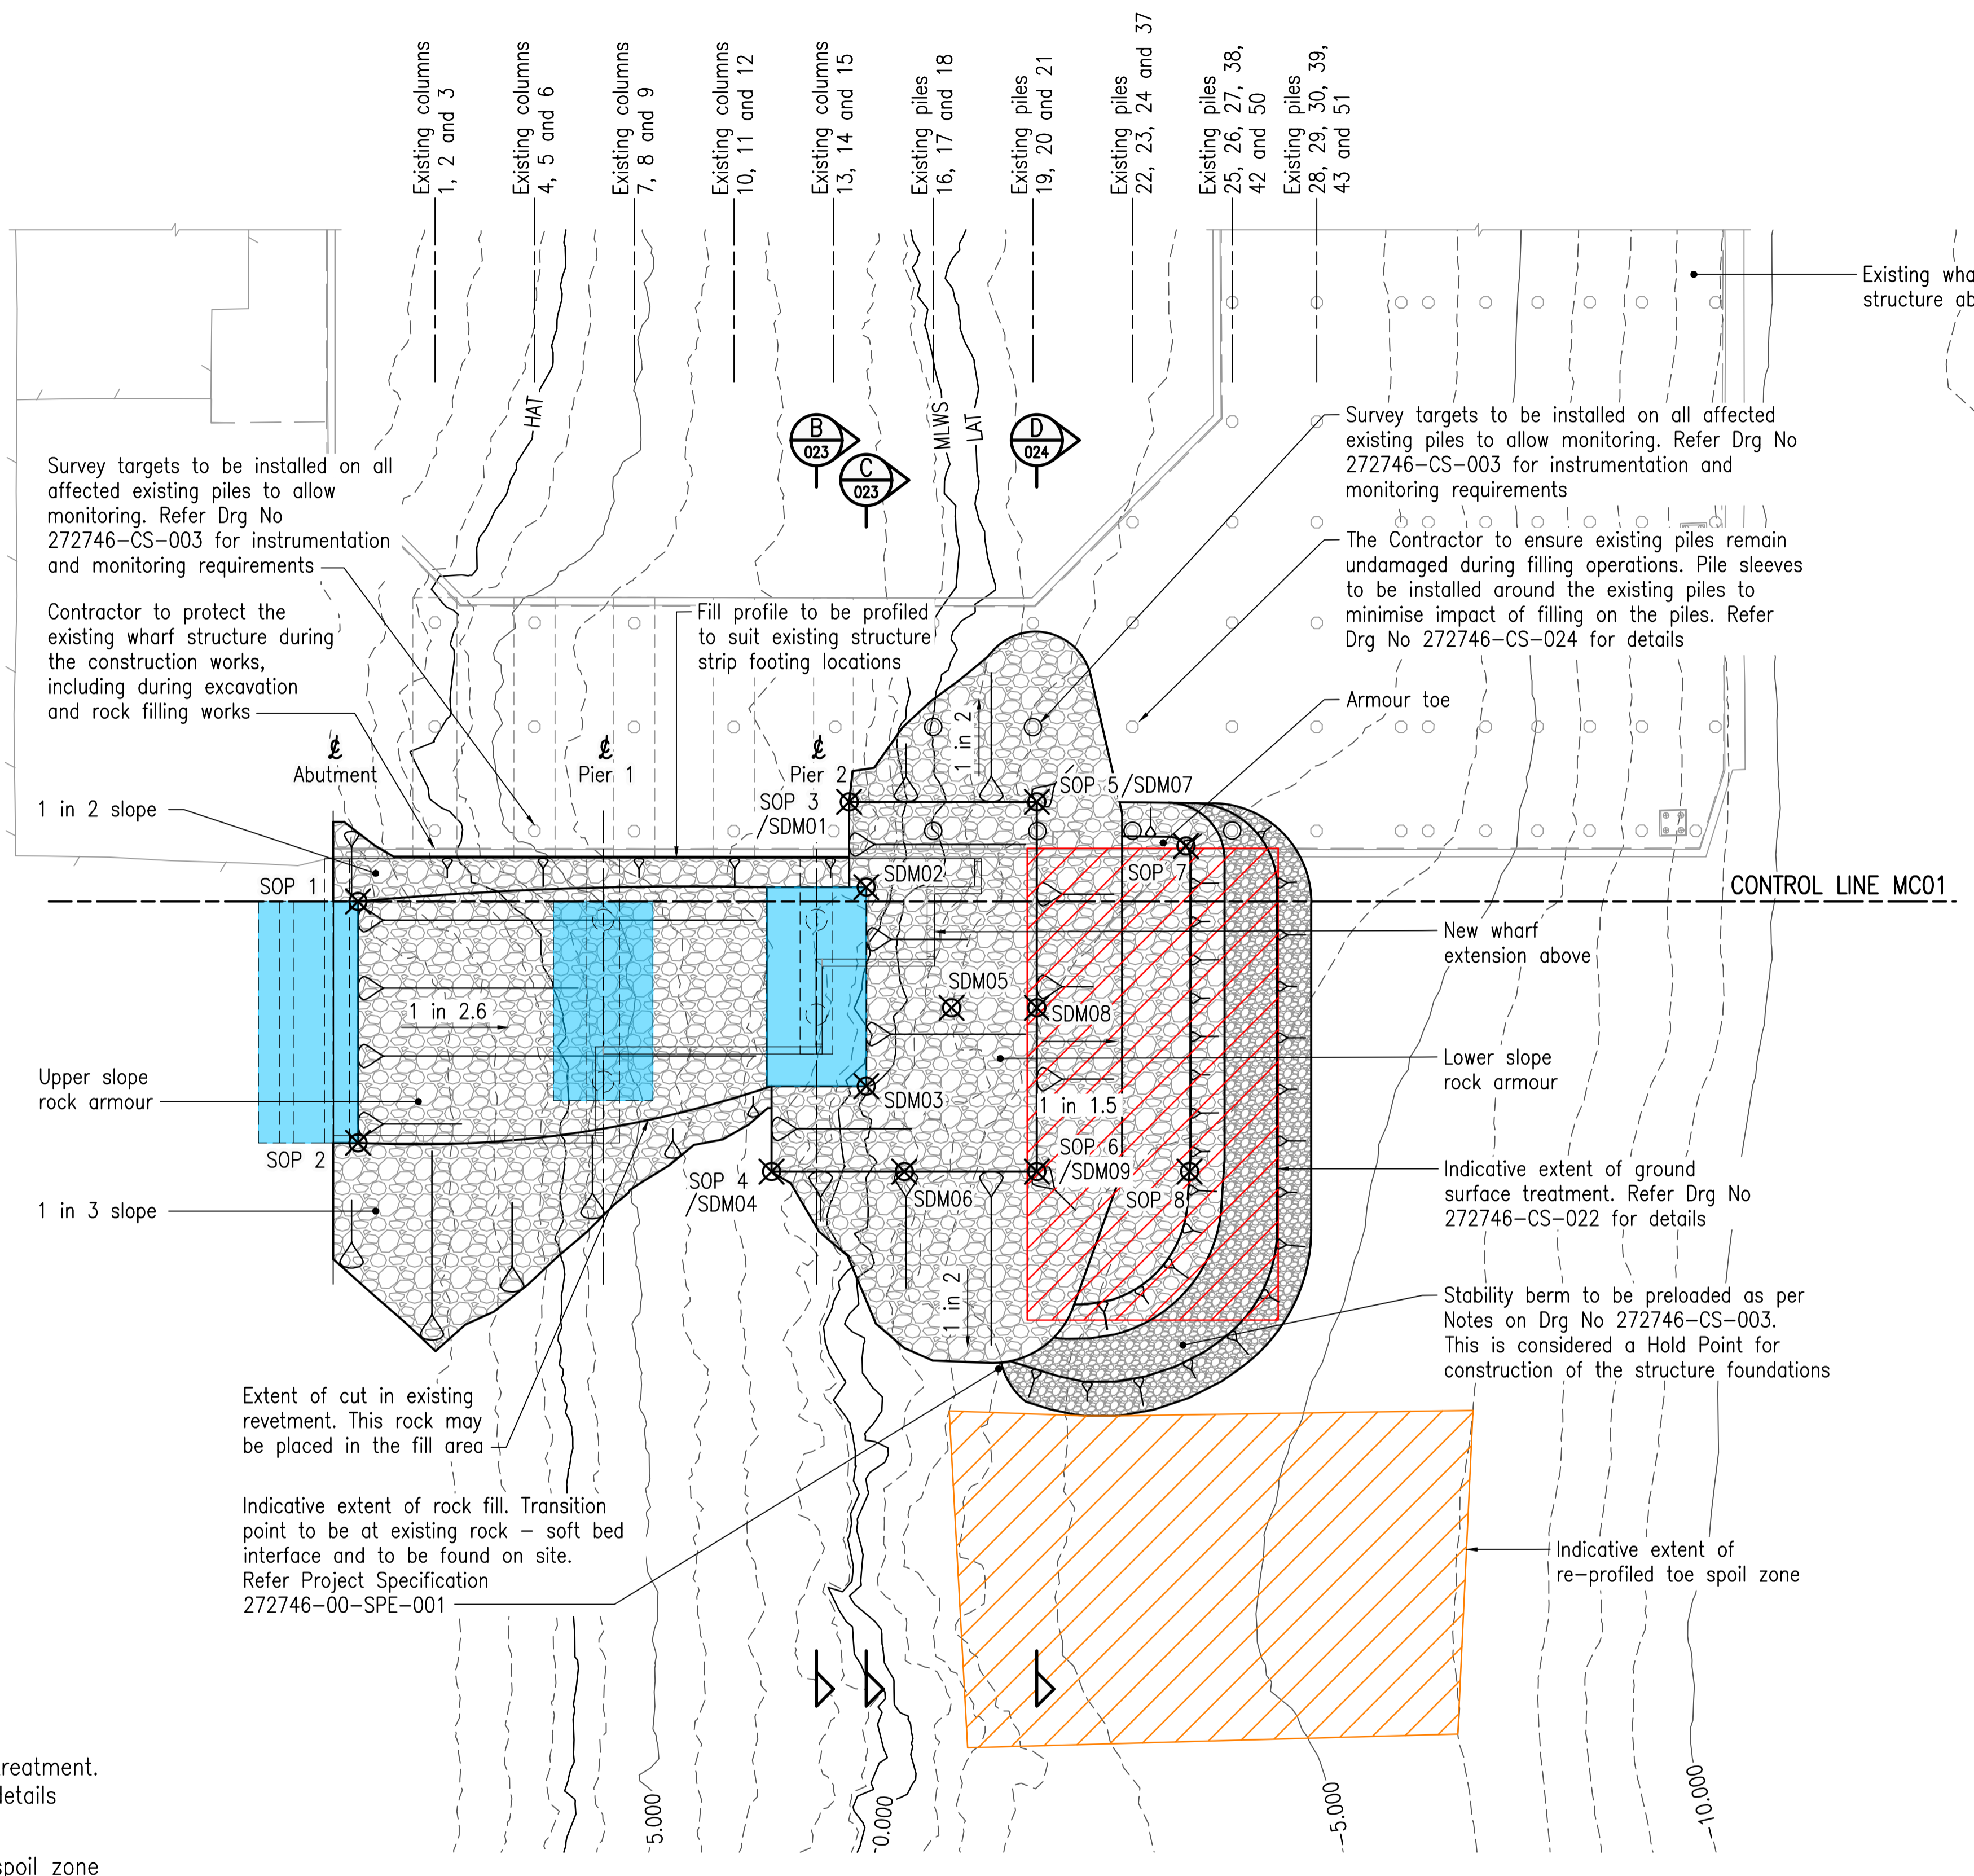 Existing columns
1, 2 and 3
Existing columns
4, 5 and 6
Existing columns
7, 8 and 9
Existing columns
10, 11 and 12
Existing columns
13, 14 and 15
Existing piles
16, 17 and 18
Existing piles
19, 20 and 21
Existing piles
22, 23, 24 and 37
Existing piles
25, 26, 27, 38,
42 and 50
Existing piles
28, 29, 30, 39,
43 and 51
Existing wha
structure ab
HAT
MLWS
LAT
B
023
C
023
D
024
Survey targets to be installed on all
affected existing piles to allow
monitoring. Refer Drg No
272746-CS-003 for instrumentation
and monitoring requirements
Survey targets to be installed on all affected
existing piles to allow monitoring. Refer Drg No
272746-CS-003 for instrumentation and
monitoring requirements
The Contractor to ensure existing piles remain
undamaged during filling operations. Pile sleeves
to be installed around the existing piles to
minimise impact of filling on the piles. Refer
Drg No 272746-CS-024 for details
Contractor to protect the
existing wharf structure during
the construction works,
including during excavation
and rock filling works
Fill profile to be profiled
to suit existing structure
strip footing locations
Armour toe
℄
Abutment
℄
Pier 1
℄
Pier 2
1 in 2
1 in 2 slope
SOP 3
/SDM01
SOP 5/SDM07
SOP 1
SDM02
SOP 7
CONTROL LINE MC01
New wharf
extension above
SDM05
SDM08
1 in 2.6
Lower slope
rock armour
Upper slope
rock armour
SDM03
1 in 1.5
SOP 2
SOP 4
/SDM04
SDM06
SOP 6
/SDM09
SOP 8
Indicative extent of ground
surface treatment. Refer Drg No
272746-CS-022 for details
1 in 3 slope
1 in 2
Stability berm to be preloaded as per
Notes on Drg No 272746-CS-003.
This is considered a Hold Point for
construction of the structure foundations
Extent of cut in existing
revetment. This rock may
be placed in the fill area
Indicative extent of rock fill. Transition
point to be at existing rock - soft bed
interface and to be found on site.
Refer Project Specification
272746-00-SPE-001
Indicative extent of
re-profiled toe spoil zone
5.000
0.000
-5.000
-10.000
reatment.
details
spoil zone